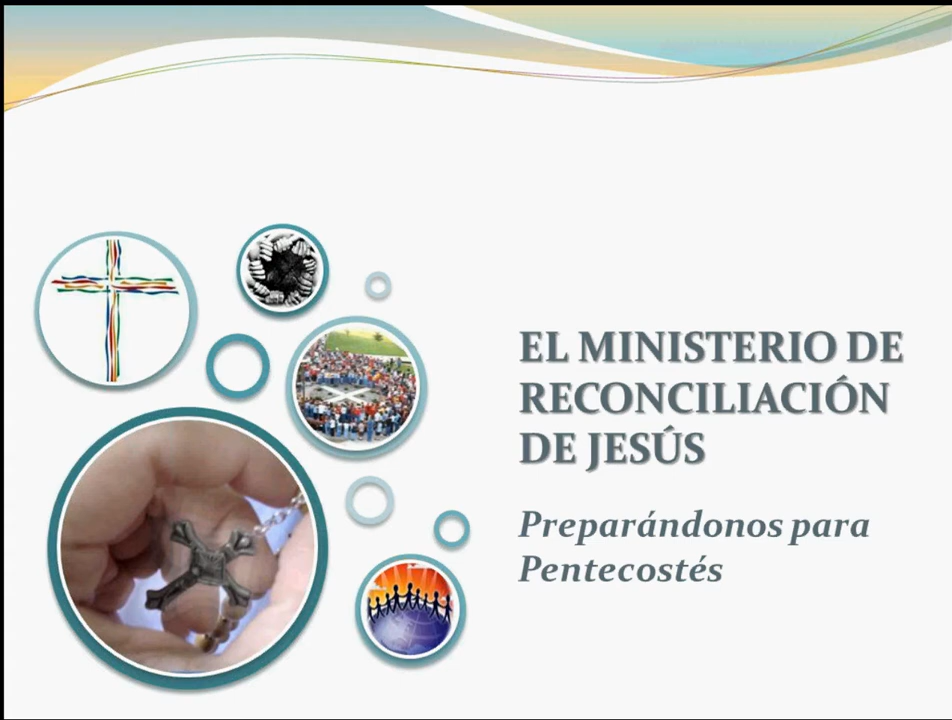 EL MINISTERIO DE
RECONCILIACIÓN
DE JESÚS
Preparándonos para
Pentecostés